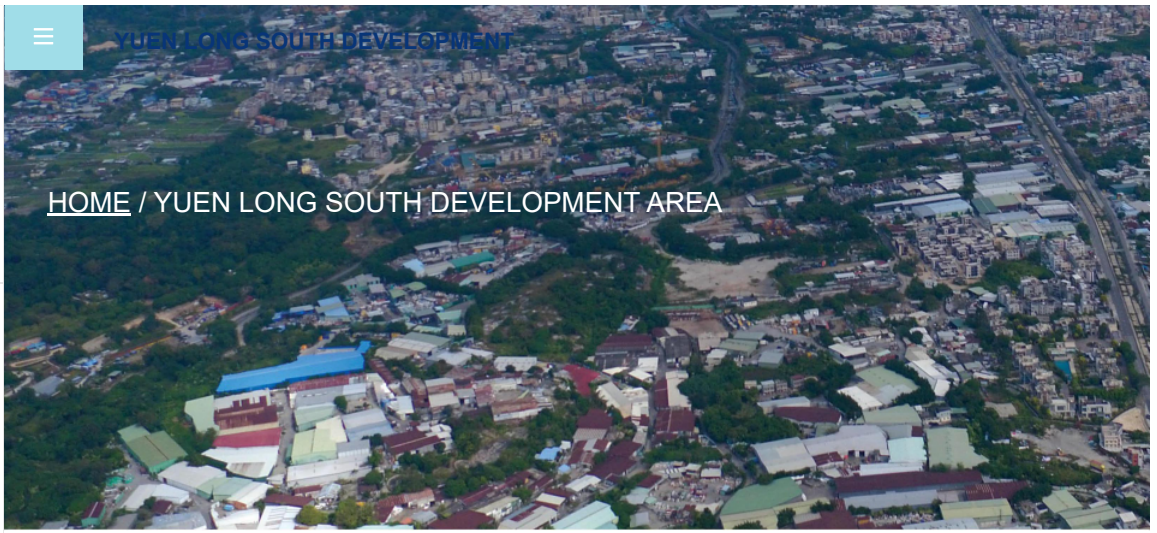 YUEN LONG SOUTH DEVELOPMENT
HOME / YUEN LONG SOUTH DEVELOPMENT AREA